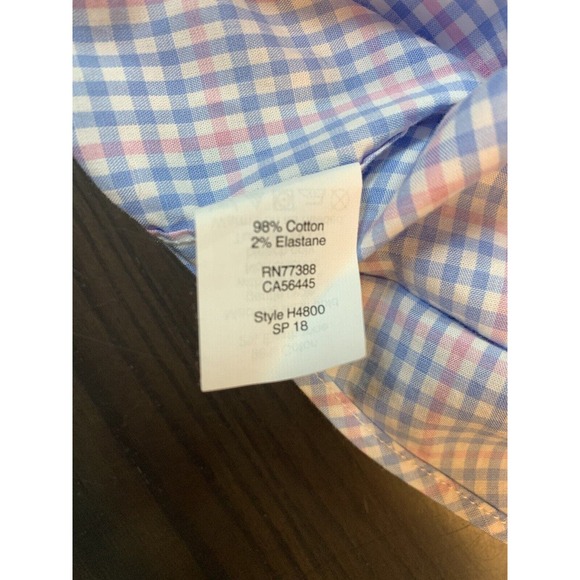 98% Cotton
2% Elastane
RN77388
CA56445
Style H4800
SP 18